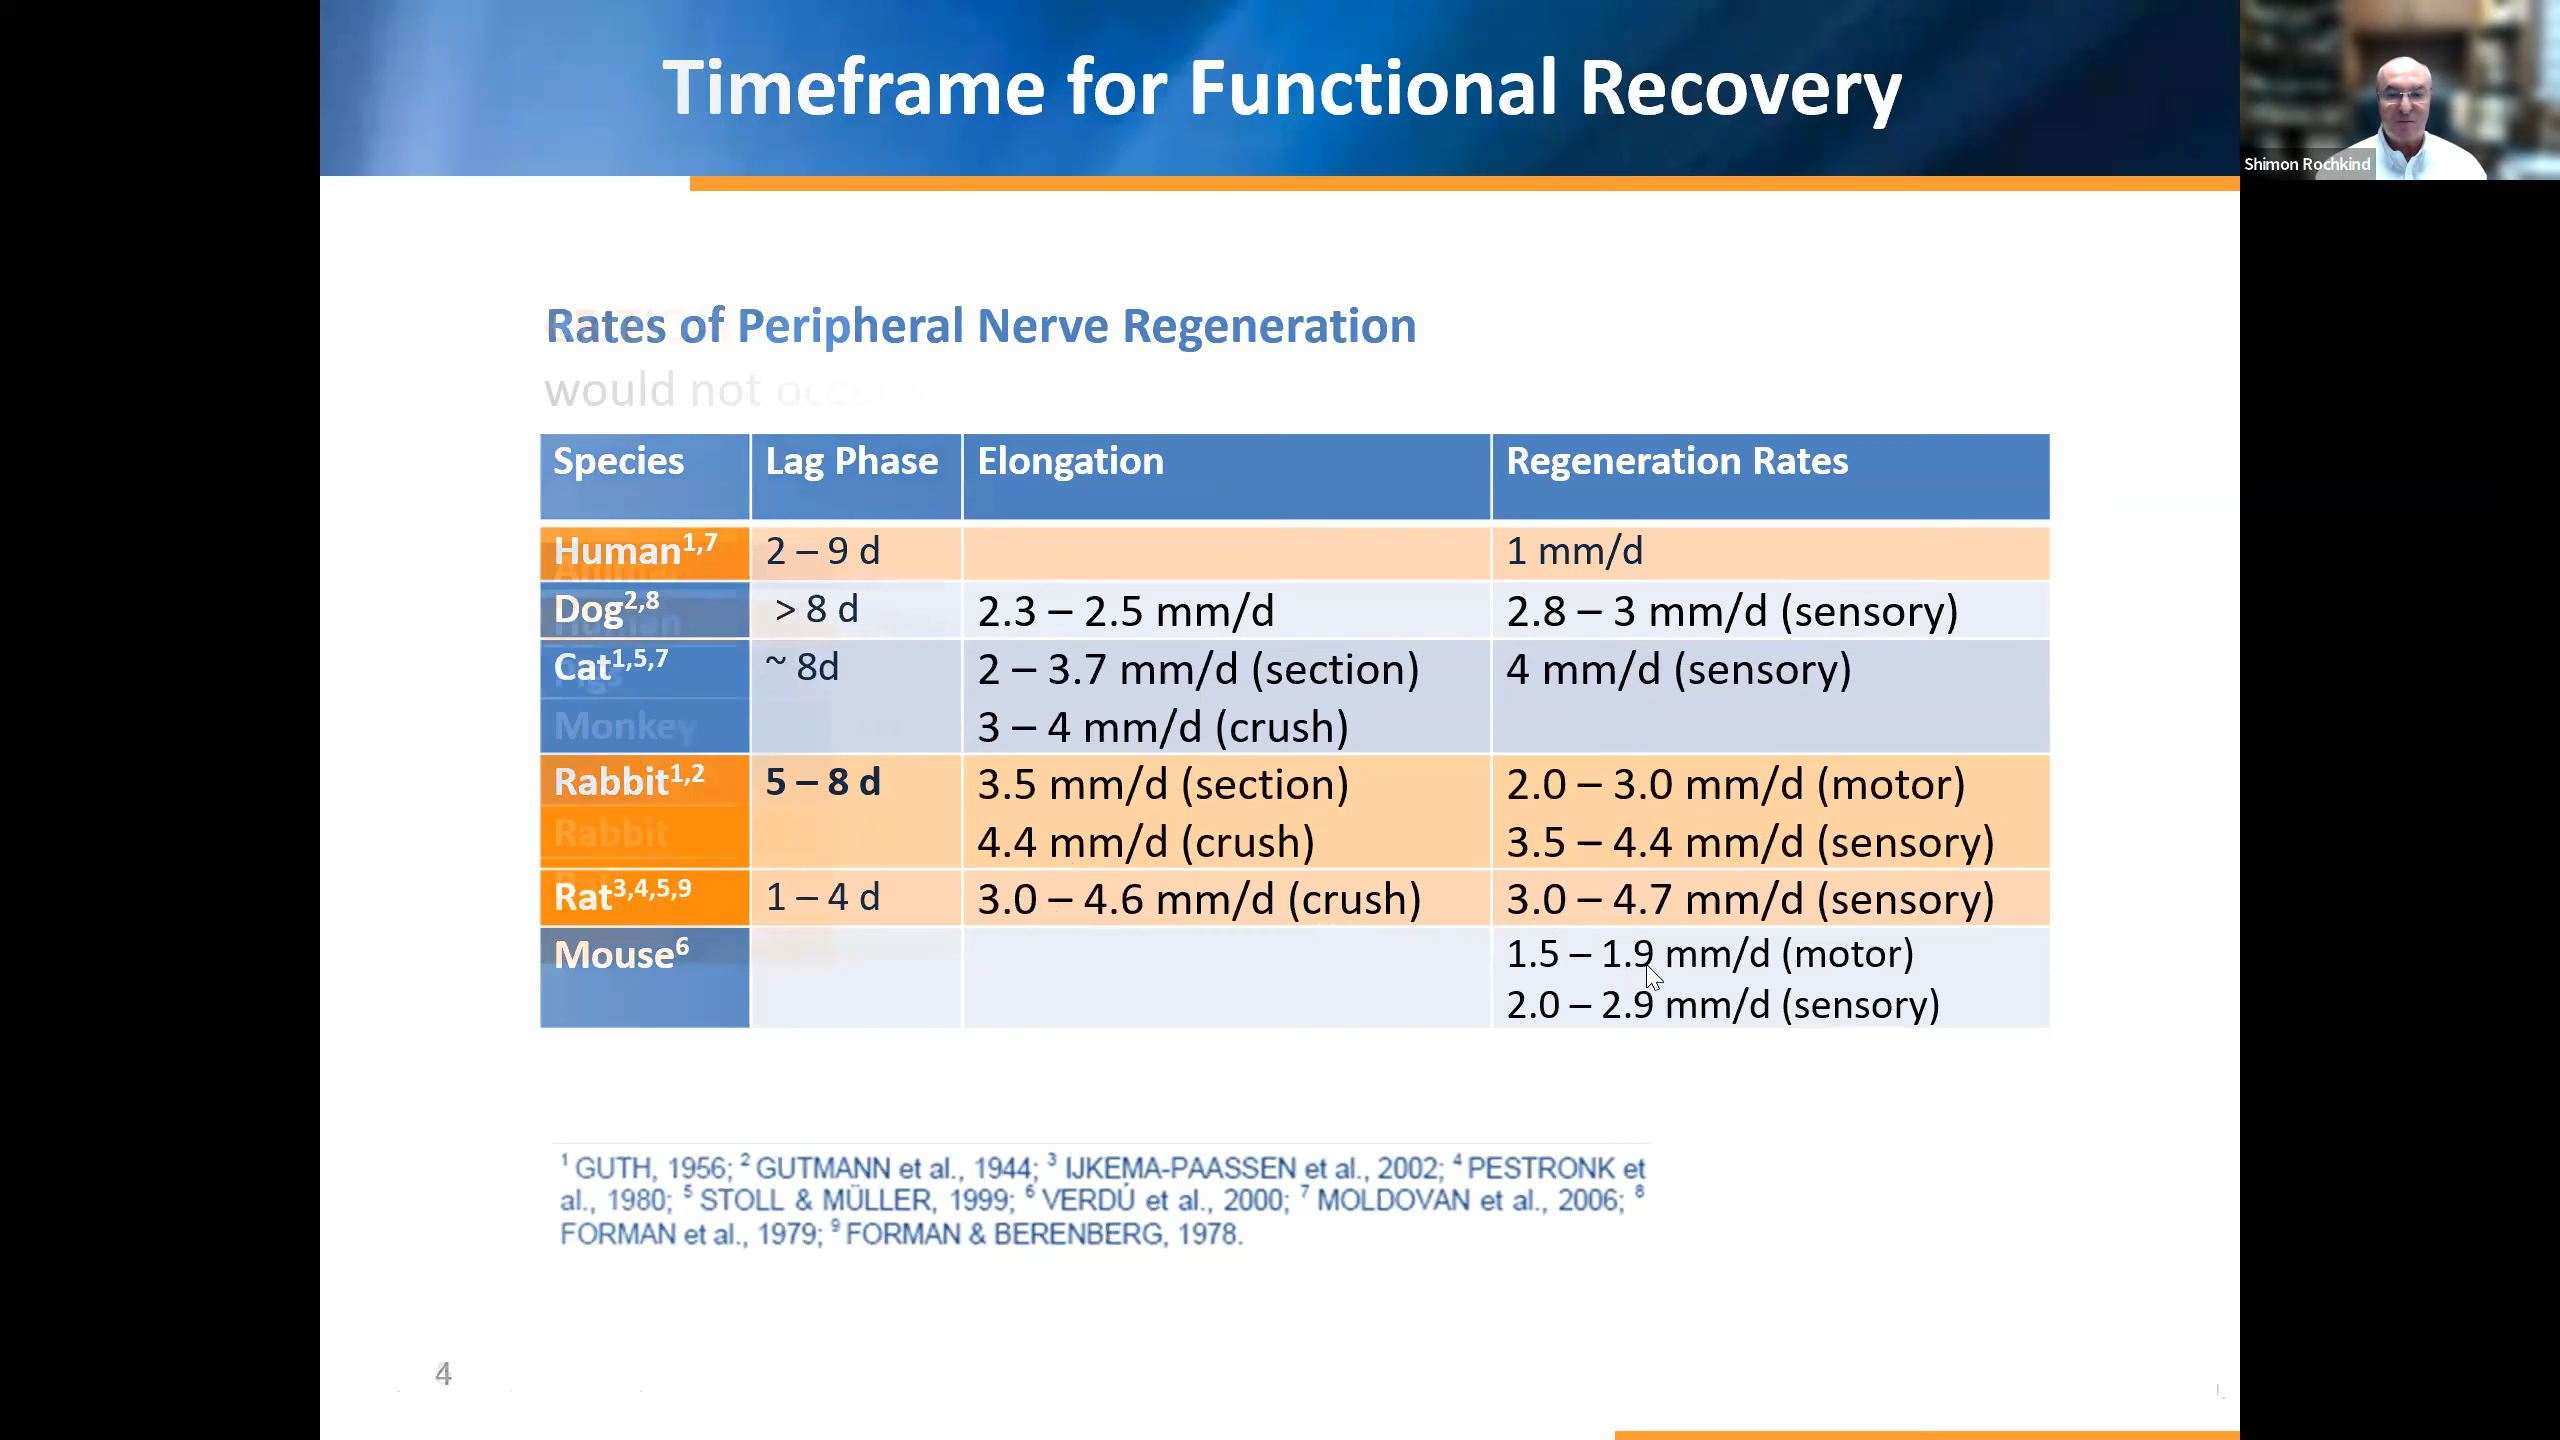 Timeframe for Functional Recovery
Shimon Rochkind
Rates of Peripheral Nerve Regeneration
would not
Species Lag Phase Elongation Regeneration Rates
Human1,7 2 – 9 d 1 mm/d
Dog2,8 > 8 d 2.3 – 2.5 mm/d 2.8 – 3 mm/d (sensory)
Human
Cat1,5,7 ~ 8d 2 – 3.7 mm/d (section) 4 mm/d (sensory)
Pigs
Monkey 3 – 4 mm/d (crush)
Rabbit1,2 5 – 8 d 3.5 mm/d (section) 2.0 – 3.0 mm/d (motor)
Rabbit 4.4 mm/d (crush) 3.5 – 4.4 mm/d (sensory)
Rat3,4,5,9 1 – 4 d 3.0 – 4.6 mm/d (crush) 3.0 – 4.7 mm/d (sensory)
Mouse6 1.5 – 1.9 mm/d (motor)
2.0 – 2.9 mm/d (sensory)
1 GUTH, 1956; 2 GUTMANN et al., 1944; 3 IJKEMA-PAASSEN et al., 2002; 4 PESTRONK et
al., 1980; 5 STOLL & MÜLLER, 1999; 6 VERDÚ et al., 2000; 7 MOLDOVAN et al., 2006; 8
FORMAN et al., 1979; 9 FORMAN & BERENBERG, 1978.
4